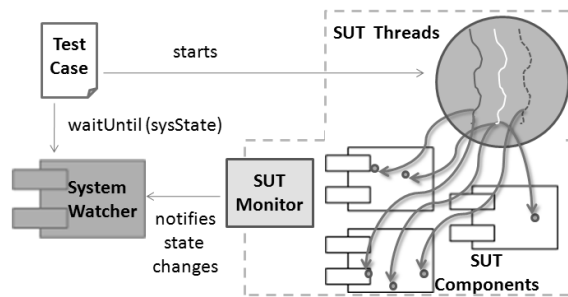 Test
Case
starts
SUT Threads
waitUntil (sysState)
System
Watcher
SUT
Monitor
notifies
state
changes
SUT
Components